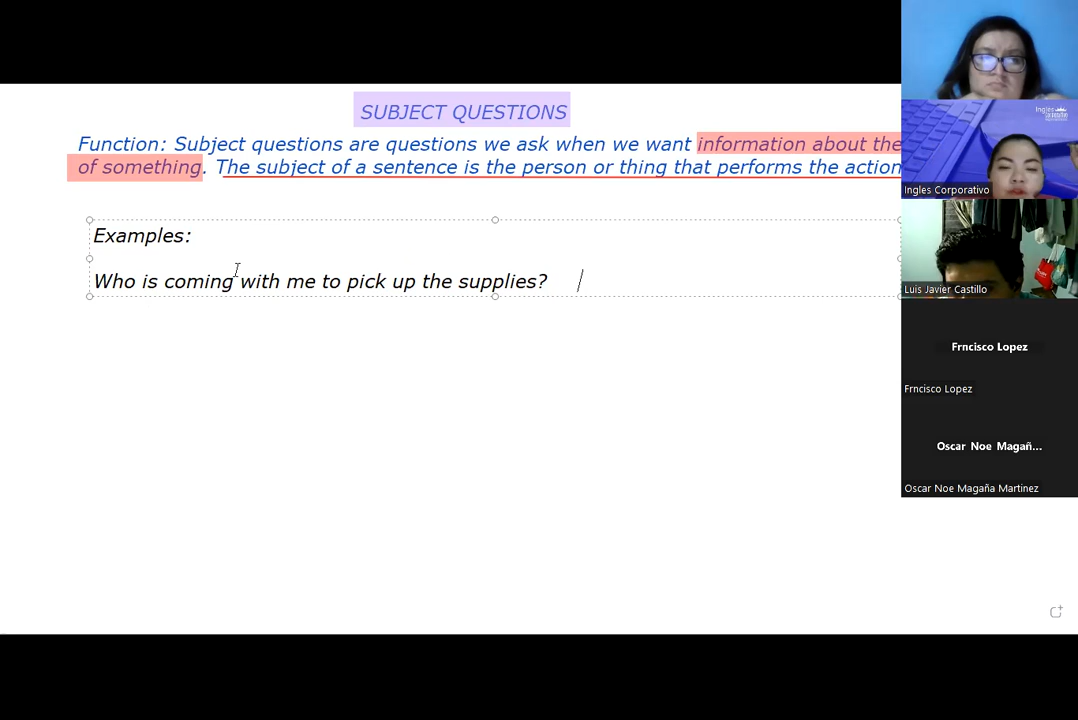 SUBJECT QUESTIONS
Function: Subject questions are questions we ask when we want information about the
of something. The subject of a sentence is the person or thing that performs the action
Examples:
Who is coming with me to pick up the supplies?
Ingles Corporativo
Luis Javier Castillo
Frncisco Lopez
Frncisco Lopez
Oscar Noe Magañ...
Oscar Noe Magaña Martinez